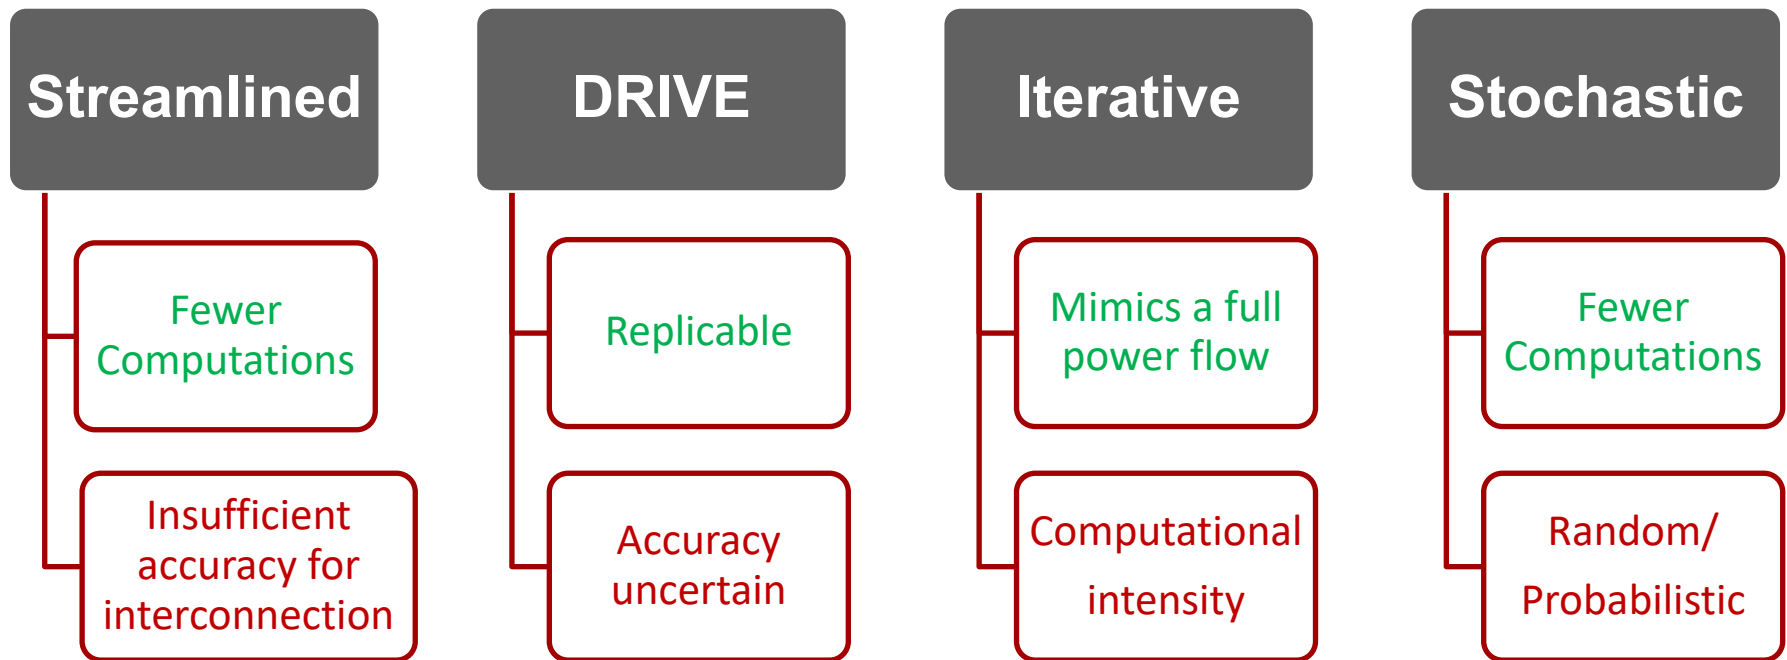 Streamlined
Fewer
Computations
Insufficient
accuracy for
interconnection
DRIVE
Replicable
Accuracy
uncertain
Iterative
Mimics a full
power flow
Computational
intensity
Stochastic
Fewer
Computations
Random/
Probabilistic